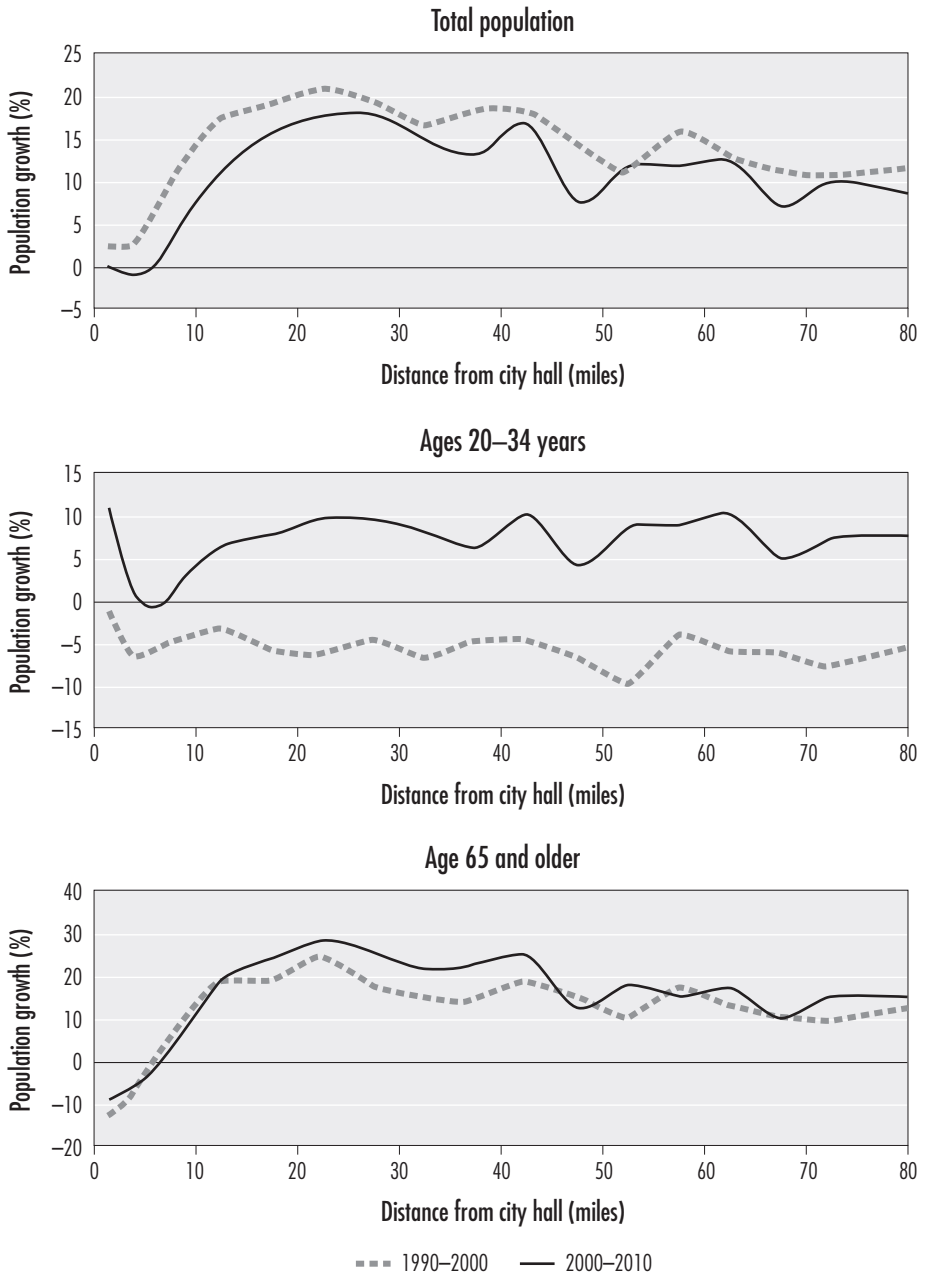 Total population
Population growth (%)
25
20
15
10
5
0
–5
0 10 20 30 40 50 60 70 80
Distance from city hall (miles)
Ages 20–34 years
Population growth (%)
15
10
5
0
–5
–10
–15
0 10 20 30 40 50 60 70 80
Distance from city hall (miles)
Age 65 and older
Population growth (%)
40
30
20
10
0
–10
–20
0 10 20 30 40 50 60 70 80
Distance from city hall (miles)
1990–2000 2000–2010